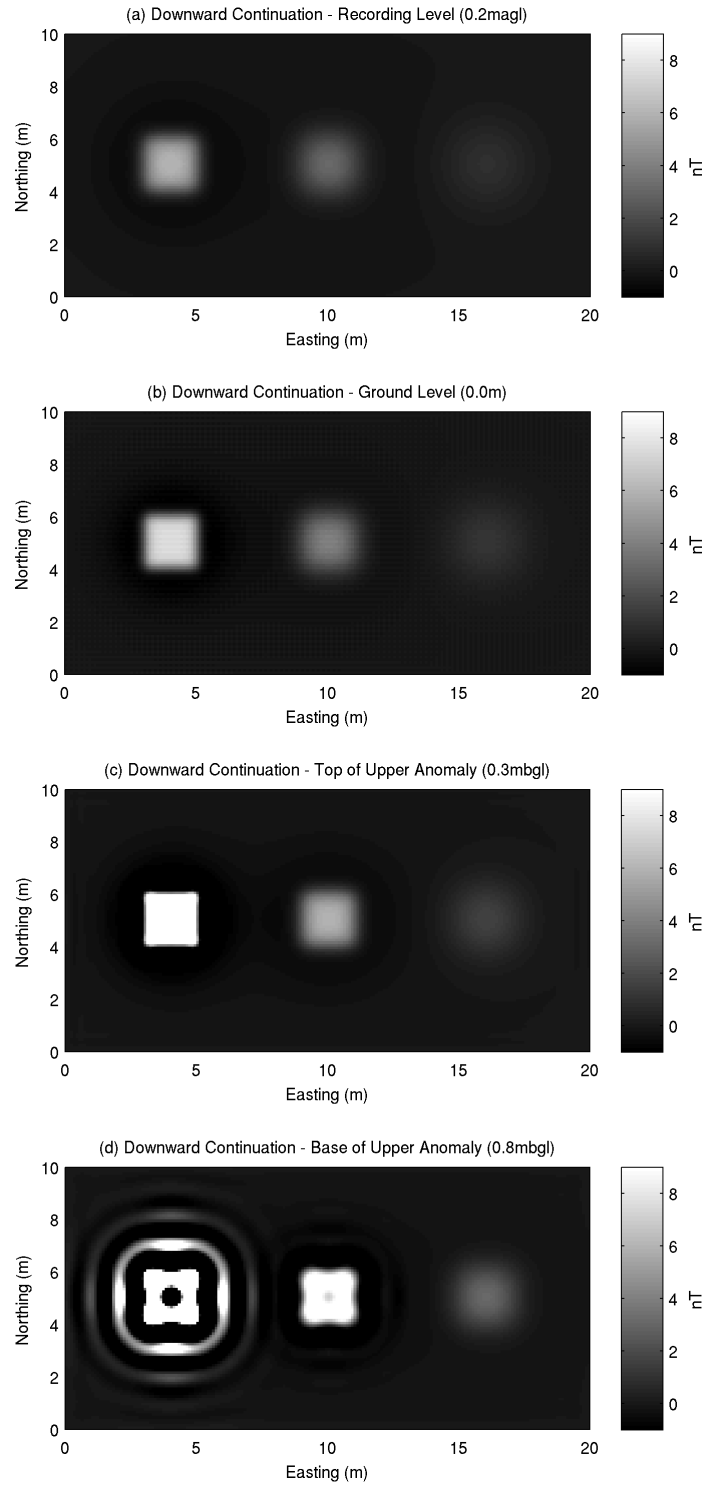 (a) Downward Continuation - Recording Level (0.2magl)
10
8
6
4
2
0
Northing (m)
0 5 10 15 20
Easting (m)
8
6
4
2
0
nT
(b) Downward Continuation - Ground Level (0.0m)
10
8
6
4
2
0
Northing (m)
0 5 10 15 20
Easting (m)
8
6
4
2
0
nT
(c) Downward Continuation - Top of Upper Anomaly (0.3mbgl)
10
8
6
4
2
0
Northing (m)
0 5 10 15 20
Easting (m)
8
6
4
2
0
nT
(d) Downward Continuation - Base of Upper Anomaly (0.8mbgl)
10
8
6
4
2
0
Northing (m)
0 5 10 15 20
Easting (m)
8
6
4
2
0
nT